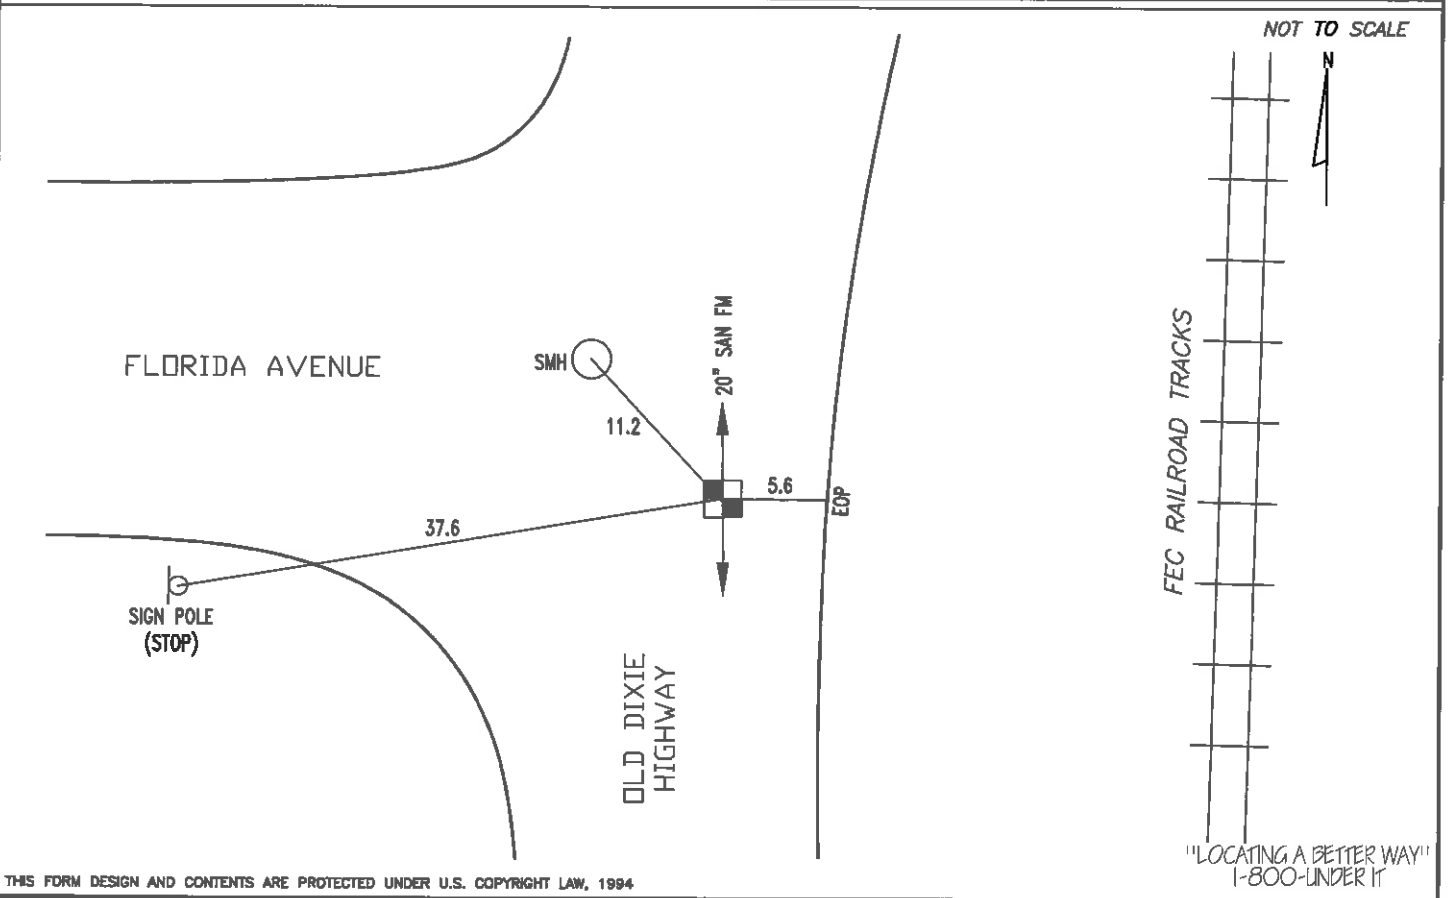 NOT TO SCALE
N
20" SAN FM
FLORIDA AVENUE
SMH
11.2
5.6
EOP
37.6
SIGN POLE
(STOP)
FEC RAILROAD TRACKS
OLD DIXIE
HIGHWAY
"LOCATING A BETTER WAY"
1-800-UNDER IT
THIS FORM DESIGN AND CONTENTS ARE PROTECTED UNDER U.S. COPYRIGHT LAW, 1994